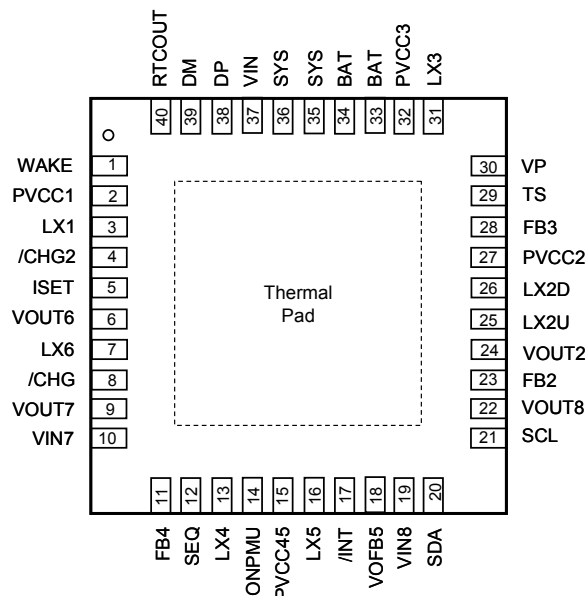 RTCOUT DM DP VIN SYS SYS BAT BAT PVCC3 LX3
40 39 38 37 36 35 34 33 32 31
WAKE 1
PVCC1 2
LX1 3
/CHG2 4
ISET 5
VOUT6 6
LX6 7
/CHG 8
VOUT7 9
VIN7 10
Thermal
Pad
30 VP
29 TS
28 FB3
27 PVCC2
26 LX2D
25 LX2U
24 VOUT2
23 FB2
22 VOUT8
21 SCL
11 12 13 14 15 16 17 18 19 20
FB4 SEQ LX4 ONPMU PVCC45 LX5 /INT VOFB5 VIN8 SDA